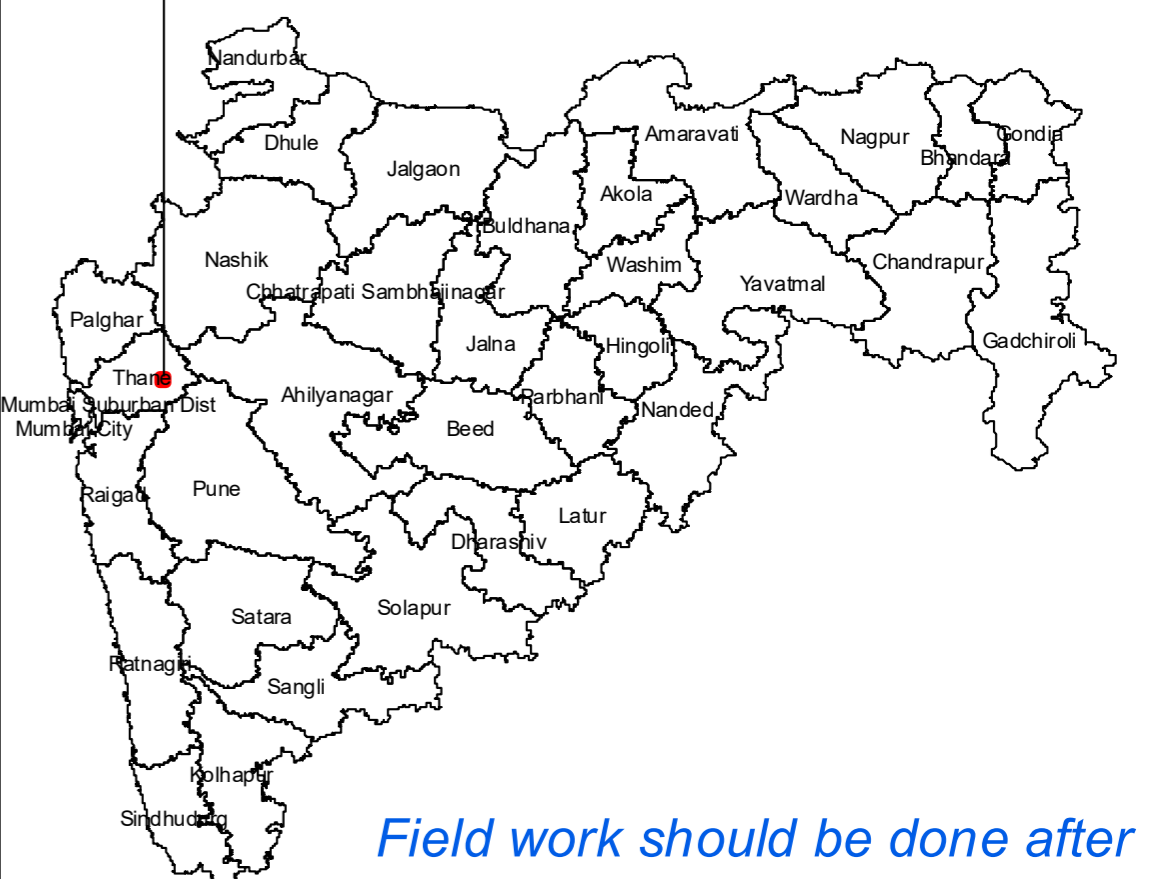 Nandurbar
Dhule
Jalgaon
Amaravati
Nagpur
Gondia
Bhandara
Akola
Wardha
Buldhana
Nashik
Washim
Chandrapur
Yavatmal
Chhatrapati Sambhajinagar
Palghar
Jalna
Hingoli
Gadchiroli
Thane
Ahilyanagar
Parbhani
Mumbai Suburban Dist
Nanded
Mumbai City
Beed
Raigad
Pune
Latur
Dharashiv
Satara
Solapur
Ratnagiri
Sangli
Kolhapur
Sindhudurg
Field work should be done after